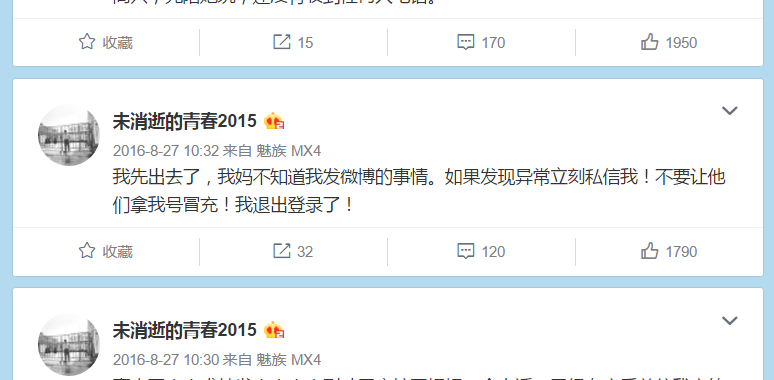 收藏 15 170 1950
未消逝的青春2015
2016-8-27 10:32 来自 魅族 MX4
我先出去了，我妈不知道我发微博的事情。如果发现异常立刻私信我！不要让他
们拿我号冒充！我退出登录了！
收藏 32 120 1790
未消逝的青春2015
2016-8-27 10:30 来自 魅族 MX4